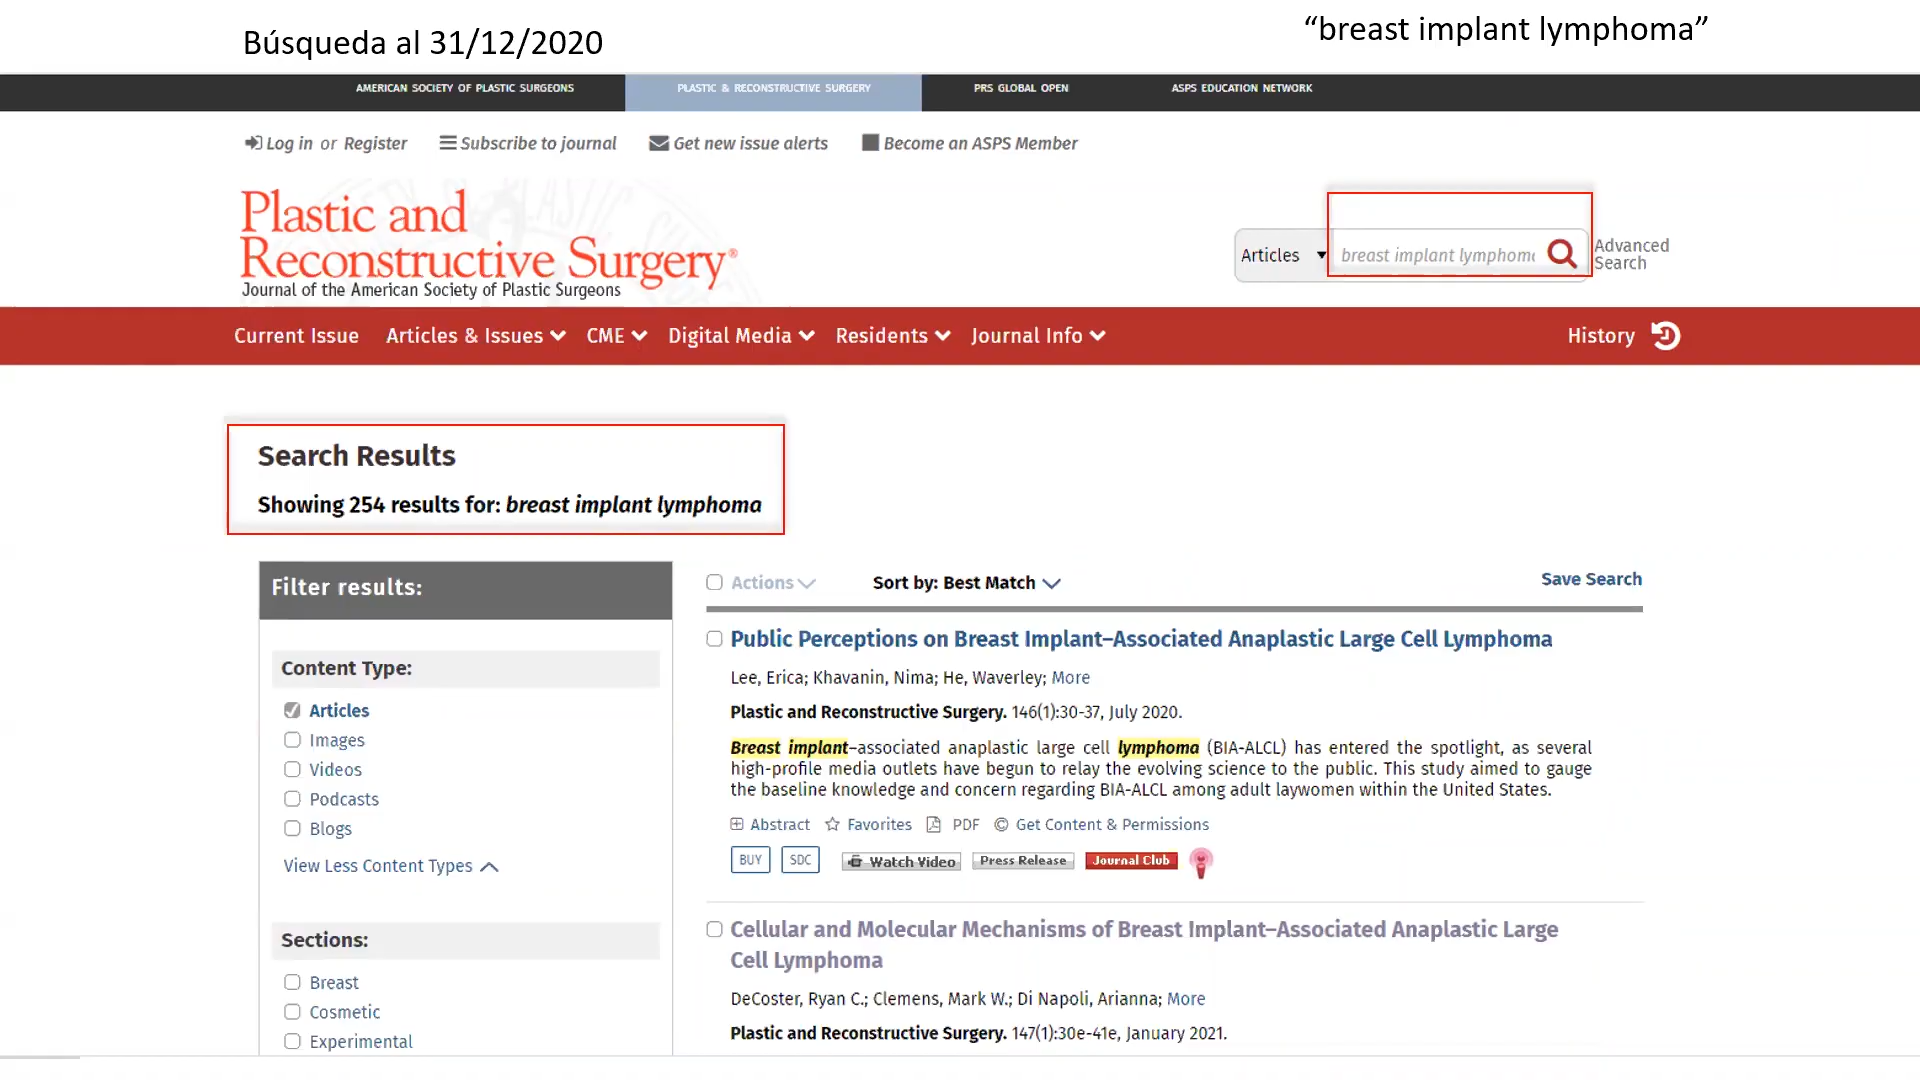 Búsqueda al 31/12/2020
“breast implant lymphoma”
AMERICAN SOCIETY OF PLASTIC SURGEONS
PLASTIC & RECONSTRUCTIVE SURGERY
PRS GLOBAL OPEN
ASPS EDUCATION NETWORK
Log in or Register
Subscribe to journal
Get new issue alerts
Become an ASPS Member
Plastic and
Reconstructive Surgery®
Journal of the American Society of Plastic Surgeons
Articles
breast implant lymphoma
Advanced
Search
Current Issue
Articles & Issues
CME
Digital Media
Residents
Journal Info
History
Search Results
Showing 254 results for: breast implant lymphoma
Filter results:
Content Type:
Articles
Images
Videos
Podcasts
Blogs
View Less Content Types
Sections:
Breast
Cosmetic
Experimental
Actions
Sort by: Best Match
Save Search
Public Perceptions on Breast Implant–Associated Anaplastic Large Cell Lymphoma
Lee, Erica; Khavanin, Nima; He, Waverley; More
Plastic and Reconstructive Surgery. 146(1):30-37, July 2020.
Breast implant–associated anaplastic large cell lymphoma (BIA-ALCL) has entered the spotlight, as several
high-profile media outlets have begun to relay the evolving science to the public. This study aimed to gauge
the baseline knowledge and concern regarding BIA-ALCL among adult laywomen within the United States.
Abstract
Favorites
PDF
© Get Content & Permissions
BUY
SDC
Watch Video
Press Release
Journal Club
Cellular and Molecular Mechanisms of Breast Implant–Associated Anaplastic Large
Cell Lymphoma
DeCoster, Ryan C.; Clemens, Mark W.; Di Napoli, Arianna; More
Plastic and Reconstructive Surgery. 147(1):30e-41e, January 2021.